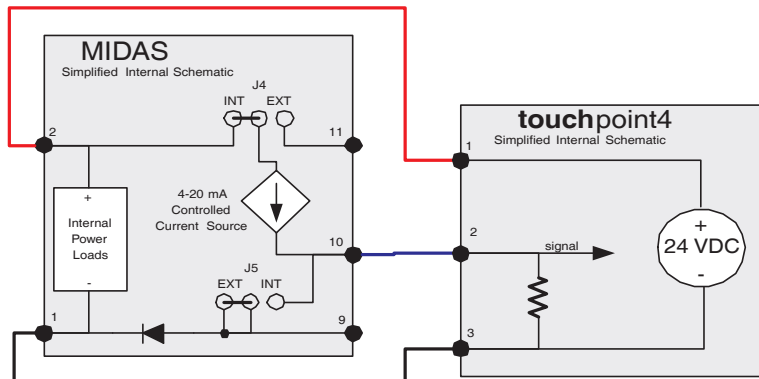 MIDAS
Simplified Internal Schematic
J4
INT EXT
2
11
+
Internal
Power
Loads
-
4-20 mA
Controlled
Current Source
10
J5
EXT INT
1
9
touchpoint4
Simplified Internal Schematic
1
2
signal
+
24 VDC
-
3